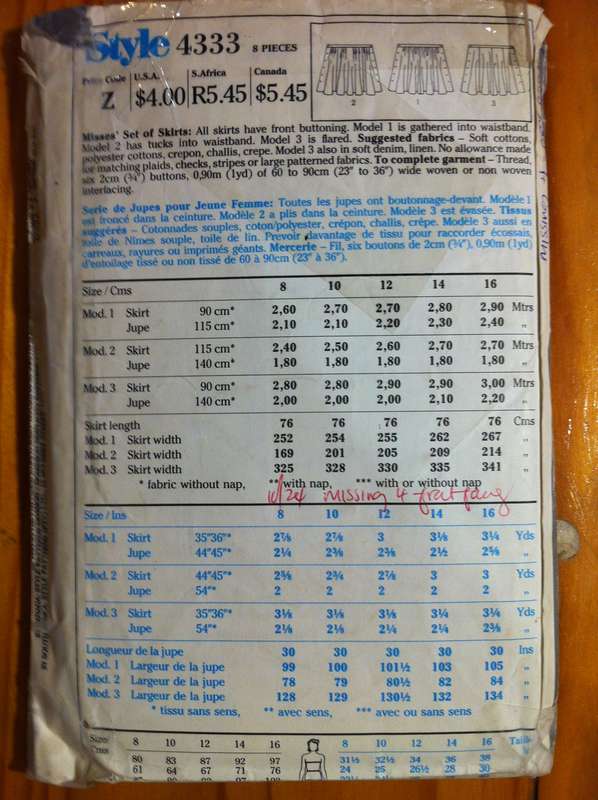 Style 4333 8 PIECES
Price Code U.S.A. S.Africa Canada
Z $4.00 R5.45 $5.45
2 1 3
Misses' Set of Skirts: All skirts have front buttoning. Model 1 is gathered into waistband.
Model 2 has tucks into waistband. Model 3 is flared. Suggested fabrics – Soft cottons,
polyester cottons, crepon, challis, crepe. Model 3 also in soft denim, linen. No allowance made
for matching plaids, checks, stripes or large patterned fabrics. To complete garment – Thread,
six 2cm (¾") buttons, 0,90m (1yd) of 60 to 90cm (23" to 36") wide woven or non woven
interfacing.
Serie de Jupes pour Jeune Femme: Toutes les jupes ont boutonnage-devant. Modèle 1
est froncé dans la ceinture. Modèle 2 a plis dans la ceinture. Modèle 3 est évasée. Tissus
suggérés – Cotonnades souples, coton/polyester, crépon, challis, crêpe. Modèle 3 aussi en
toile de Nîmes souple, toile de lin. Prevoir davantage de tissu pour raccorder écossais,
carreaux, rayures ou imprimés géants. Mercerie – Fil, six boutons de 2cm (¾"), 0,90m (1yd)
d'entoilage tissé ou non tissé de 60 à 90cm (23" à 36").
Size / Cms 8 10 12 14 16
Mod. 1 Skirt 90 cm* 2,60 2,70 2,70 2,80 2,90 Mtrs
Jupe 115 cm* 2,10 2,10 2,20 2,30 2,40 "
Mod. 2 Skirt 115 cm* 2,40 2,50 2,60 2,70 2,70 Mtrs
Jupe 140 cm* 1,80 1,80 1,80 1,80 1,80 "
Mod. 3 Skirt 90 cm* 2,80 2,80 2,90 2,90 3,00 Mtrs
Jupe 140 cm* 2,00 2,00 2,00 2,10 2,20 "
Skirt length 76 76 76 76 76 Cms
Mod. 1 Skirt width 252 254 255 262 267 "
Mod. 2 Skirt width 169 201 205 209 214 "
Mod. 3 Skirt width 325 328 330 335 341 "
* fabric without nap, ** with nap, *** with or without nap
missing 4
Size / Ins 8 10 12 14 16
Mod. 1 Skirt 35"36"* 2⅞ 2⅞ 3 3⅛ 3¼ Yds
Jupe 44"45"* 2¼ 2⅜ 2⅜ 2½ 2⅝ "
Mod. 2 Skirt 44"45"* 2⅝ 2¾ 2⅞ 3 3 Yds
Jupe 54"* 2 2 2 2 2 "
Mod. 3 Skirt 35"36"* 3⅛ 3⅛ 3⅛ 3¼ 3¼ Yds
Jupe 54"* 2⅛ 2⅛ 2¼ 2¼ 2⅜ "
Longueur de la jupe 30 30 30 30 30 Ins
Mod. 1 Largeur de la jupe 99 100 101½ 103 105 "
Mod. 2 Largeur de la jupe 78 79 80½ 82 84 "
Mod. 3 Largeur de la jupe 128 129 130½ 132 134 "
* tissu sans sens, ** avec sens, *** avec ou sans sens
Size/ 8 10 12 14 16 8 10 12 14 16 Taille
Cms 80 83 87 92 97 31½ 32½ 34 36 38
61 64 67 71 76 24 25 26½ 28 30